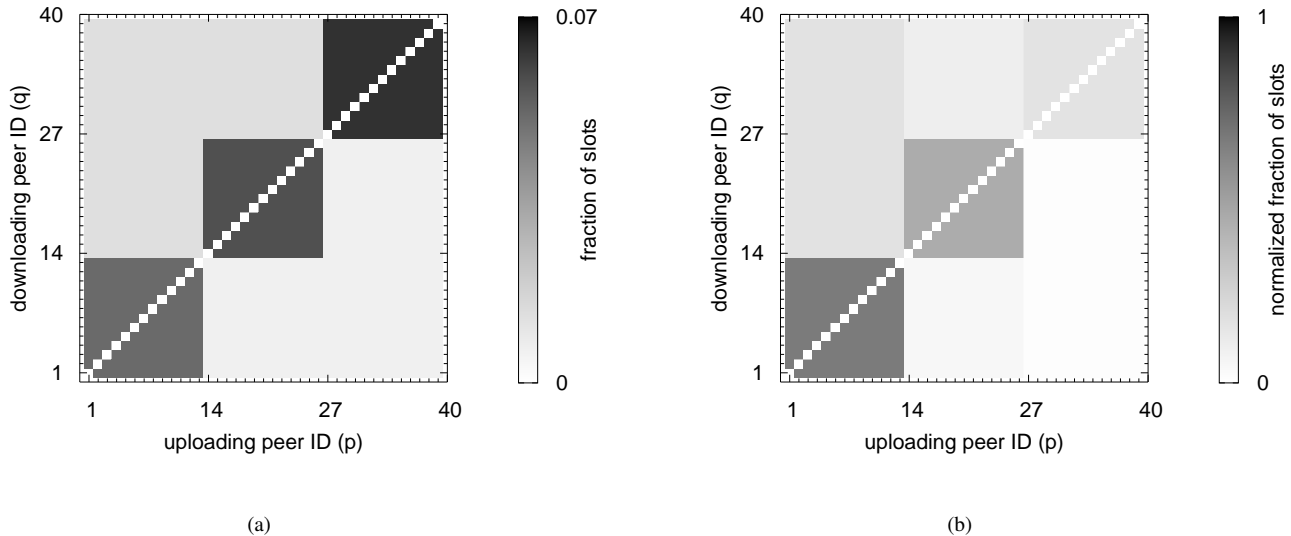 40
27
14
1
downloading peer ID (q)
1 14 27 40
uploading peer ID (p)
0.07
0
fraction of slots
(a)
40
27
14
1
downloading peer ID (q)
1 14 27 40
uploading peer ID (p)
1
0
normalized fraction of slots
(b)